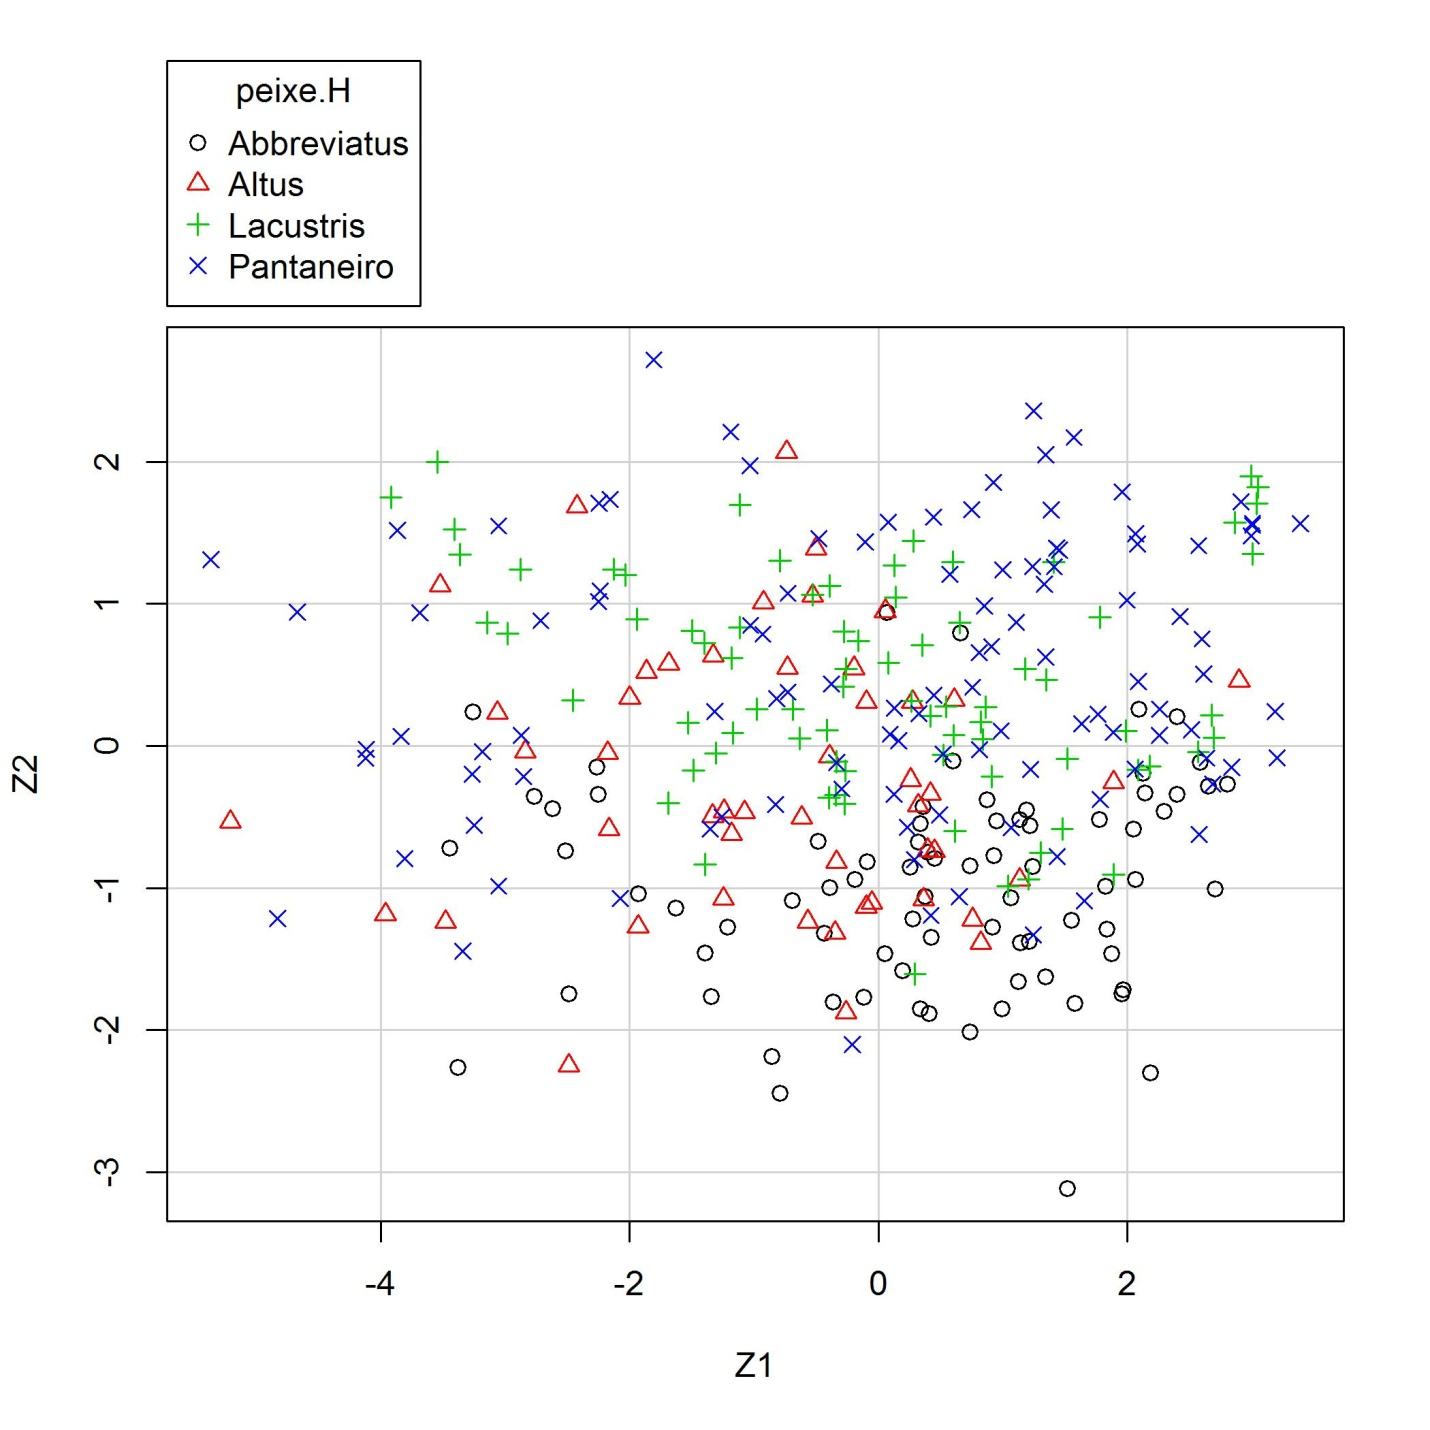 peixe.H
Abbreviatus
Altus
Lacustris
Pantaneiro
2
1
0
-1
-2
-3
Z2
-4 -2 0 2
Z1